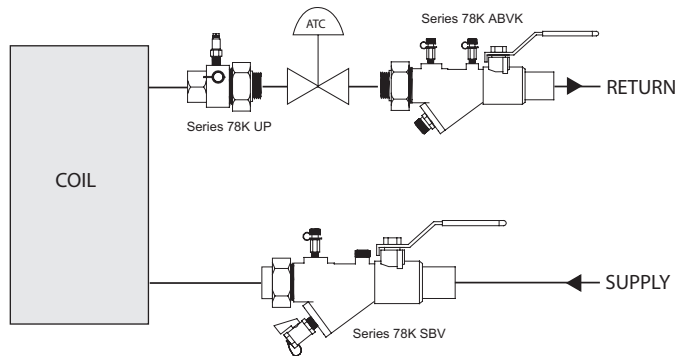 ATC
Series 78K ABVK
RETURN
Series 78K UP
COIL
SUPPLY
Series 78K SBV